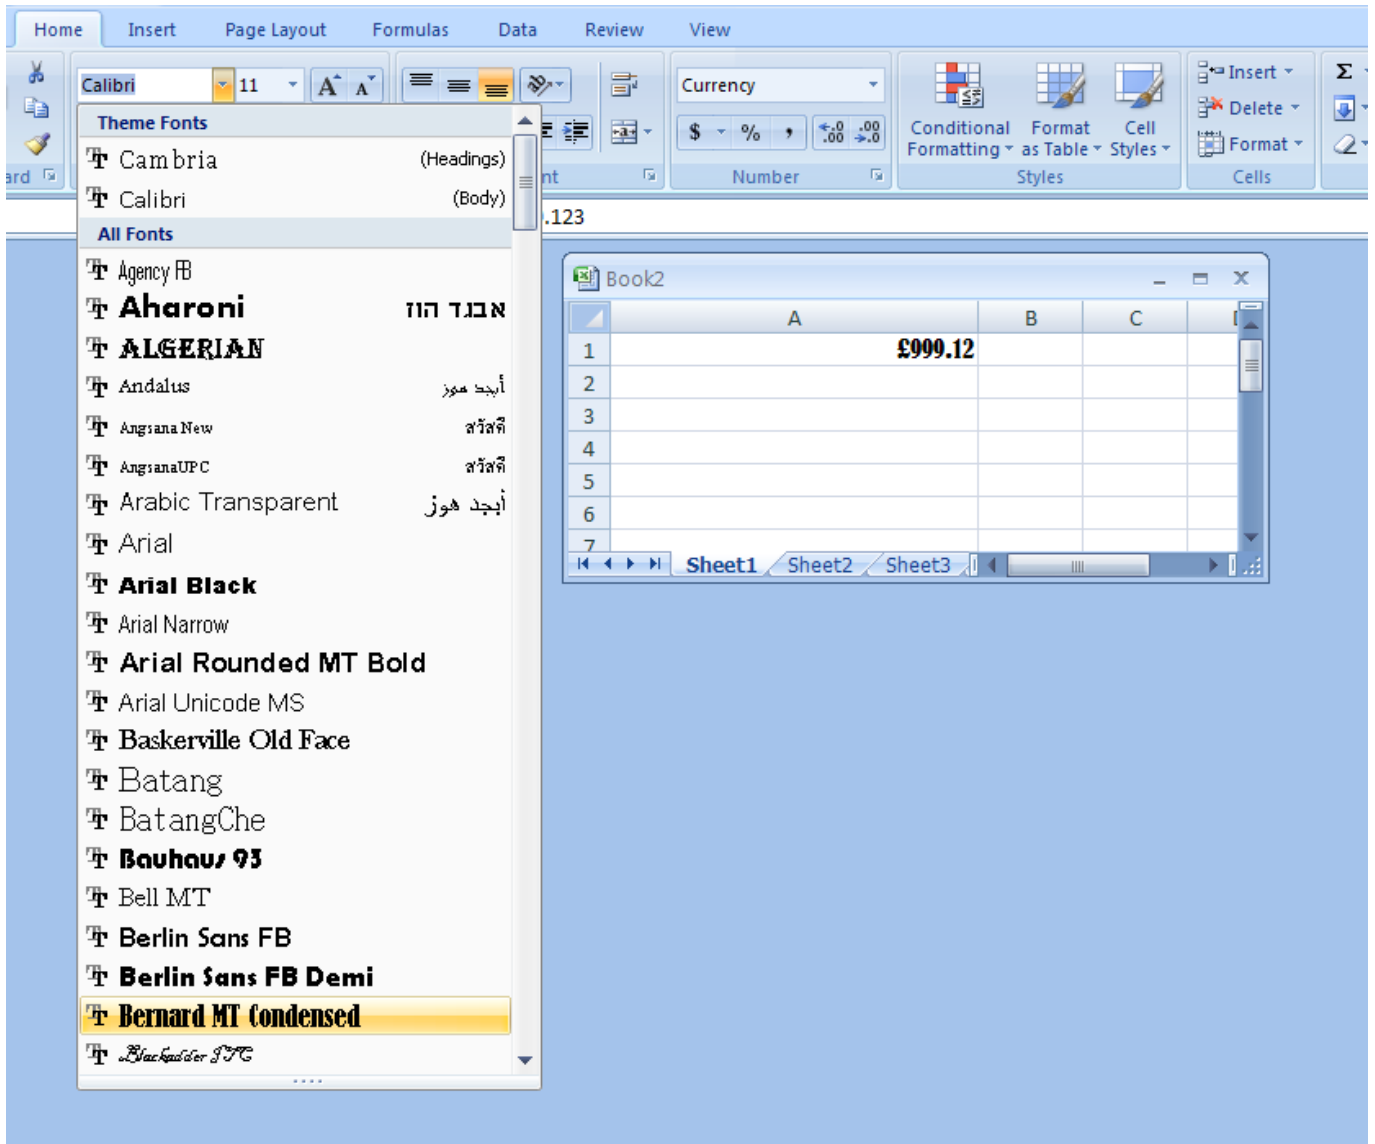 Home Insert Page Layout Formulas Data Review View
Calibri 11 A A Currency Insert Σ
Delete
$ % , .00 .00 Conditional Format Cell
Formatting as Table Styles Format
ard nt Number Styles Cells
.123
Theme Fonts
Cambria (Headings)
Calibri (Body)
All Fonts
Agency FB
Aharoni אבגד הוז
ALGERIAN
Andalus أبجد هوز
Angsana New สวัสดี
AngsanaUPC สวัสดี
Arabic Transparent أبجد هوز
Arial
Arial Black
Arial Narrow
Arial Rounded MT Bold
Arial Unicode MS
Baskerville Old Face
Batang
BatangChe
Bauhaus 93
Bell MT
Berlin Sans FB
Berlin Sans FB Demi
Bernard MT Condensed
Blackadder ITC
Book2
A B C
1 £999.12
2
3
4
5
6
7
Sheet1 Sheet2 Sheet3